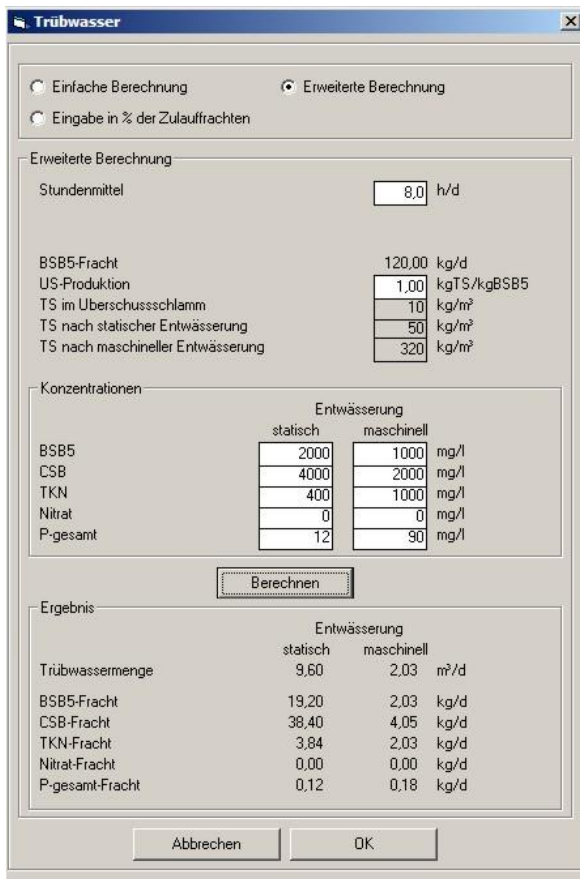 Trübwasser
Einfache Berechnung Erweiterte Berechnung
Eingabe in % der Zulauffrachten
Erweiterte Berechnung
Stundenmittel 8,0 h/d
BSB5-Fracht 120,00 kg/d
US-Produktion 1,00 kgTS/kgBSB5
TS im Überschussschlamm 10 kg/m³
TS nach statischer Entwässerung 50 kg/m³
TS nach maschineller Entwässerung 320 kg/m³
Konzentrationen
Entwässerung
statisch maschinell
BSB5 2000 1000 mg/l
CSB 4000 2000 mg/l
TKN 400 1000 mg/l
Nitrat 0 0 mg/l
P-gesamt 12 90 mg/l
Berechnen
Ergebnis
Entwässerung
statisch maschinell
Trübwassermenge 9,60 2,03 m³/d
BSB5-Fracht 19,20 2,03 kg/d
CSB-Fracht 38,40 4,05 kg/d
TKN-Fracht 3,84 2,03 kg/d
Nitrat-Fracht 0,00 0,00 kg/d
P-gesamt-Fracht 0,12 0,18 kg/d
Abbrechen OK